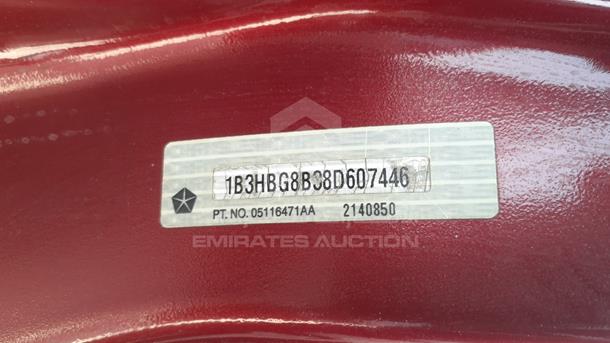 1B3HBG8B38D607446
PT. NO. 05116471AA 2140850
EMIRATES AUCTION